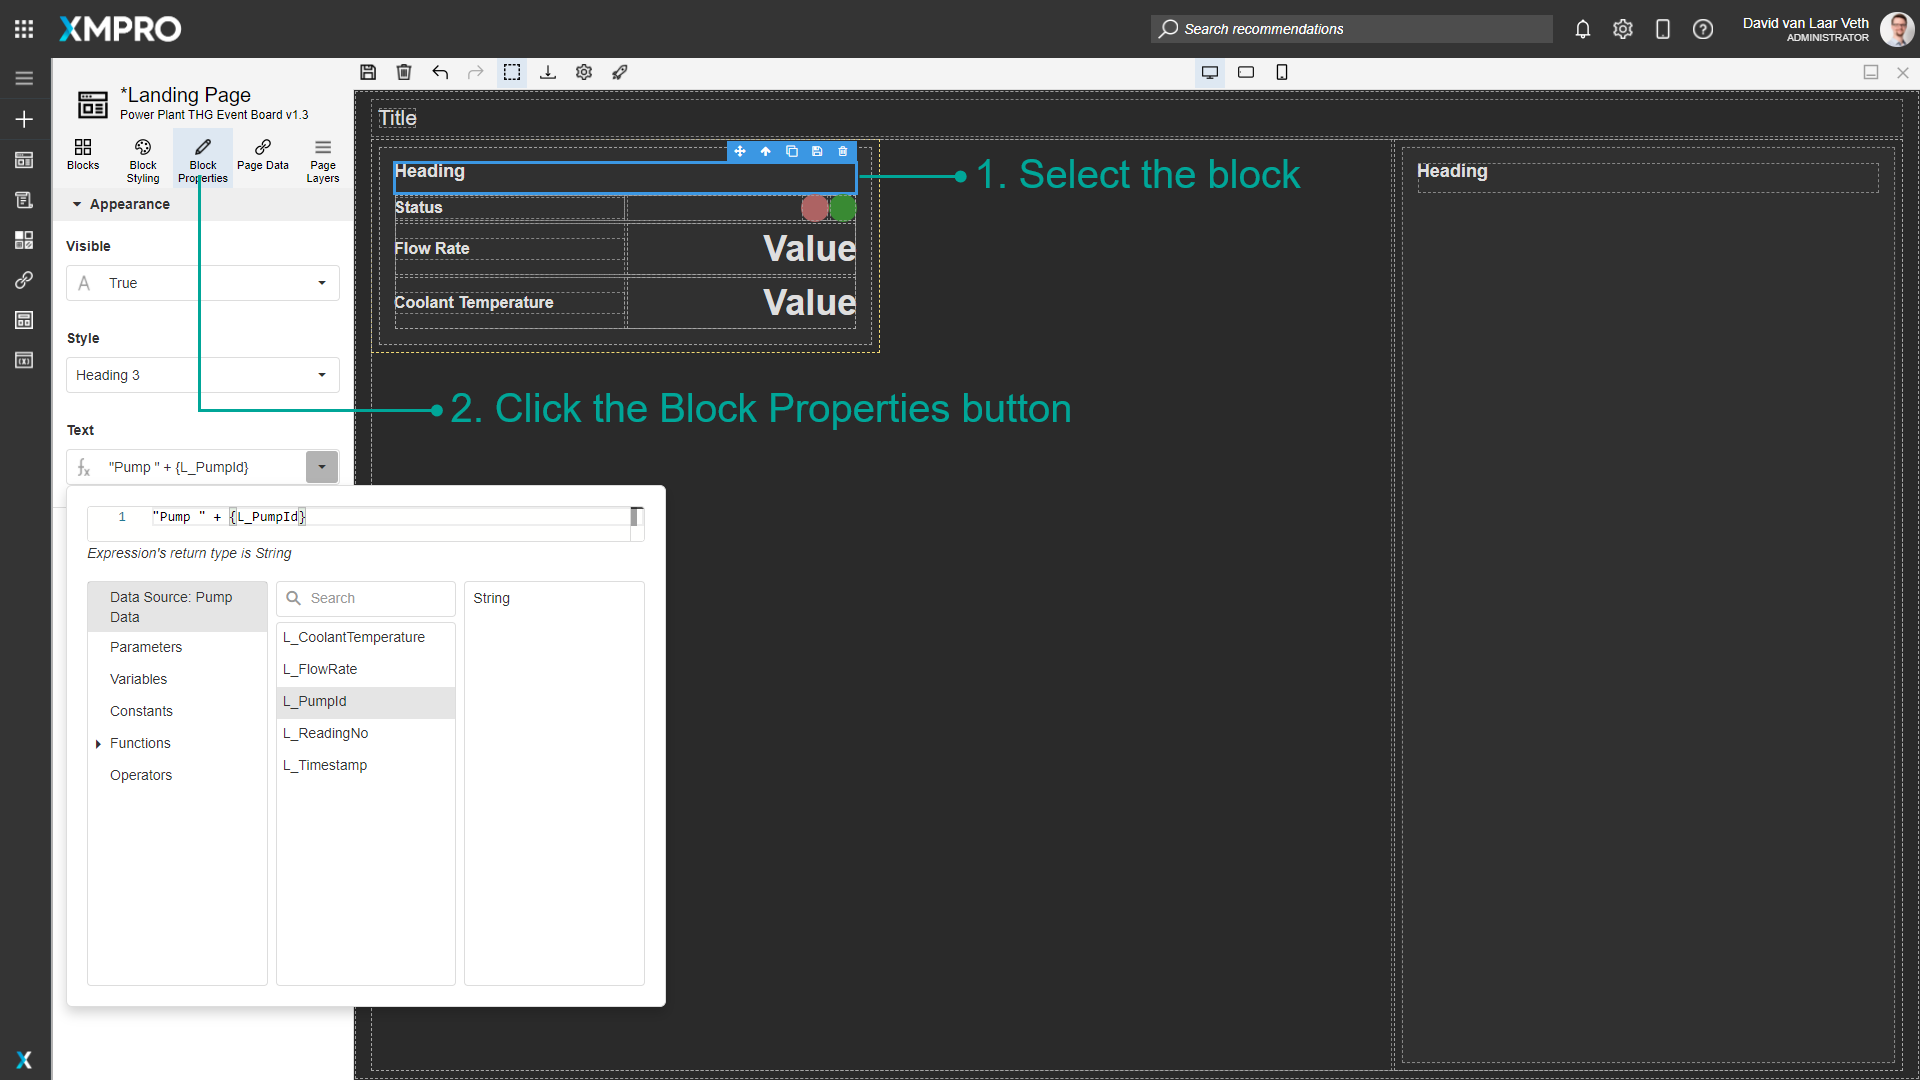 XMPRO
Search recommendations
David van Laar Veth
ADMINISTRATOR
*Landing Page
Power Plant THG Event Board v1.3
Blocks
Block
Styling
Block
Properties
Page Data
Page
Layers
Appearance
Visible
A True
Style
Heading 3
Text
fx "Pump " + {L_PumpId}
1 "Pump " + {L_PumpId}
Expression's return type is String
Data Source: Pump
Data
Parameters
Variables
Constants
Functions
Operators
Search
L_CoolantTemperature
L_FlowRate
L_PumpId
L_ReadingNo
L_Timestamp
String
Title
Heading
Status
Flow Rate
Value
Coolant Temperature
Value
1. Select the block
2. Click the Block Properties button
Heading
(x)
X